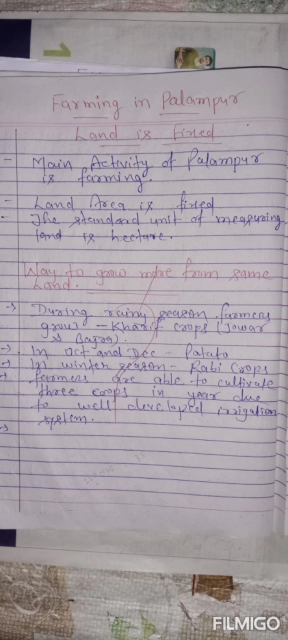 Farming in Palampur
Land is fixed
- Main Activity of Palampur
is farming.
- Land Area is fixed
- The standard unit of measuring
land is hectare.
Way to grow more from same
Land.
→ During rainy season farmers
grow - Kharif crops (Jowar
& Bajra).
→ In Oct and Dec - Potato
→ In winter season - Rabi Crops
→ farmers are able to cultivate
three crops in year due
to well developed irrigation
system.
→
FILMIGO